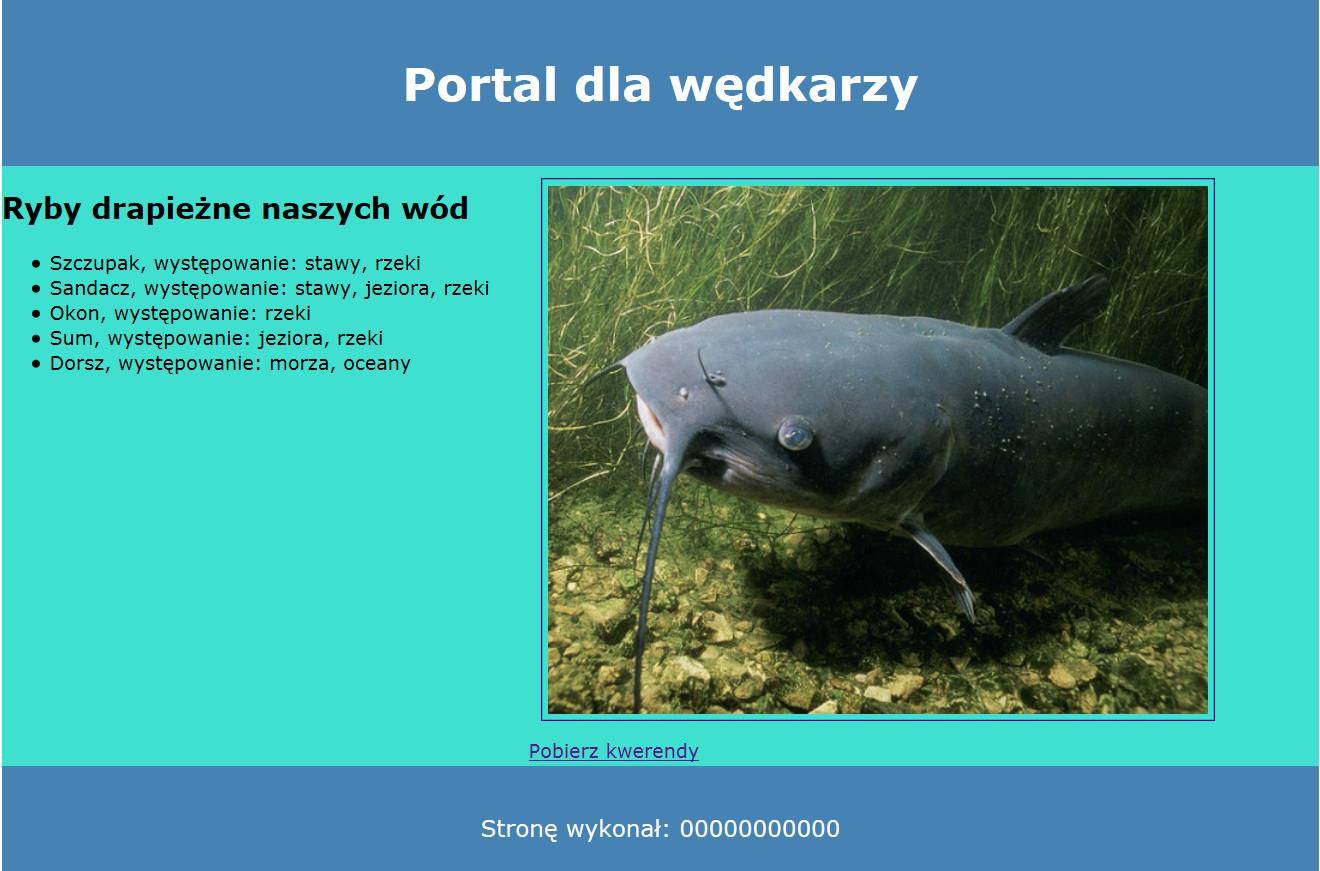 Portal dla wędkarzy
Ryby drapieżne naszych wód
Szczupak, występowanie: stawy, rzeki
Sandacz, występowanie: stawy, jeziora, rzeki
Okon, występowanie: rzeki
Sum, występowanie: jeziora, rzeki
Dorsz, występowanie: morza, oceany
Pobierz kwerendy
Stronę wykonał: 00000000000